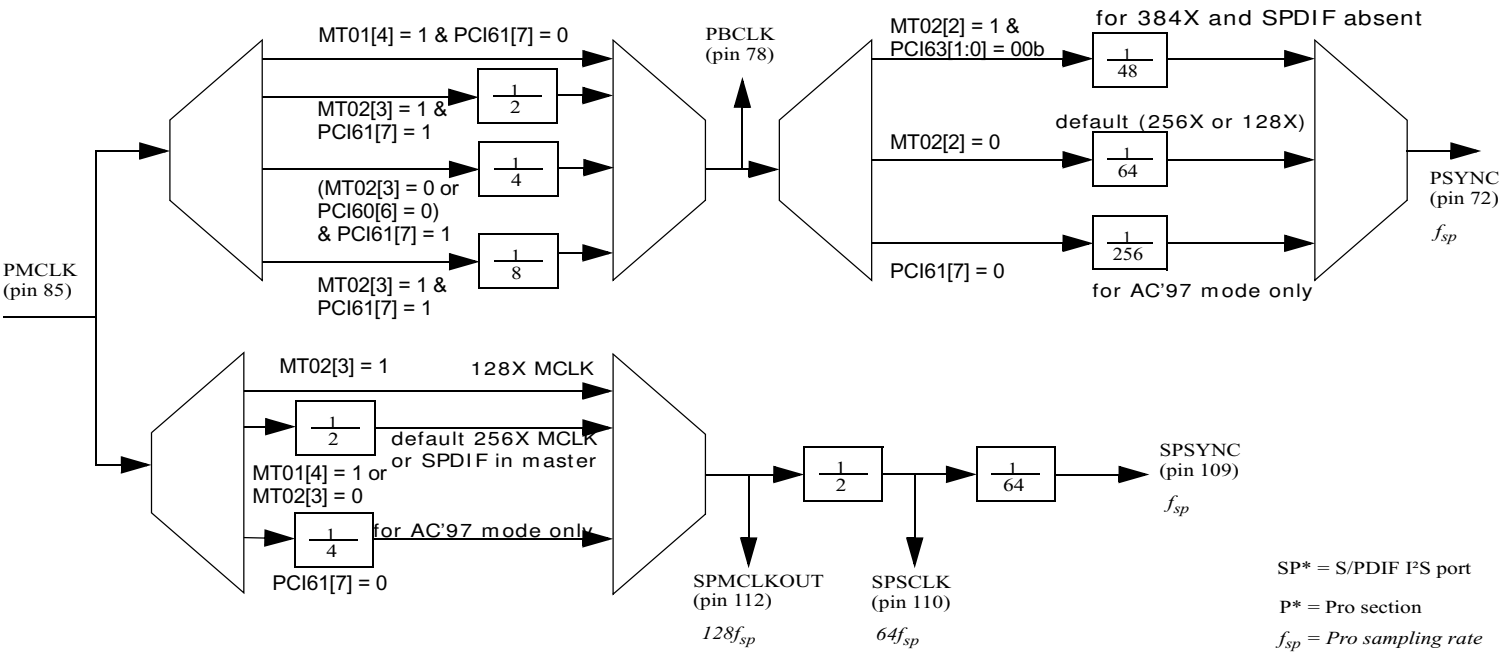 MT01[4] = 1 & PCI61[7] = 0
1
2
MT02[3] = 1 &
PCI61[7] = 1
1
4
(MT02[3] = 0 or
PCI60[6] = 0)
& PCI61[7] = 1
1
8
MT02[3] = 1 &
PCI61[7] = 1
PMCLK
(pin 85)
PBCLK
(pin 78)
MT02[2] = 1 &
PCI63[1:0] = 00b
for 384X and SPDIF absent
1
48
default (256X or 128X)
MT02[2] = 0
1
64
PCI61[7] = 0
1
256
for AC'97 mode only
PSYNC
(pin 72)
fsp
MT02[3] = 1
128X MCLK
1
2
default 256X MCLK
or SPDIF in master
MT01[4] = 1 or
MT02[3] = 0
1
4
for AC'97 mode only
PCI61[7] = 0
SPMCLKOUT
(pin 112)
128fsp
1
2
SPSCLK
(pin 110)
64fsp
1
64
SPSYNC
(pin 109)
fsp
SP* = S/PDIF I²S port
P* = Pro section
fsp = Pro sampling rate